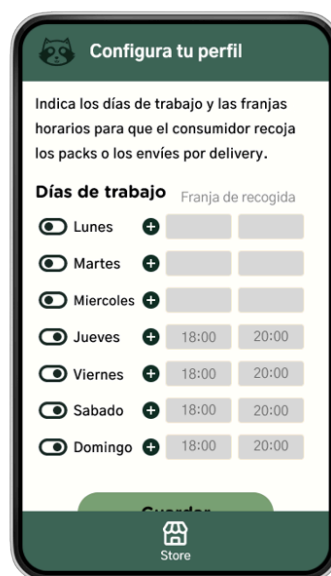 Configura tu perfil
Indica los días de trabajo y las franjas
horarios para que el consumidor recoja
los packs o los envíes por delivery.
Días de trabajo Franja de recogida
Lunes
Martes
Miercoles
Jueves 18:00 20:00
Viernes 18:00 20:00
Sabado 18:00 20:00
Domingo 18:00 20:00
Guardar
Store